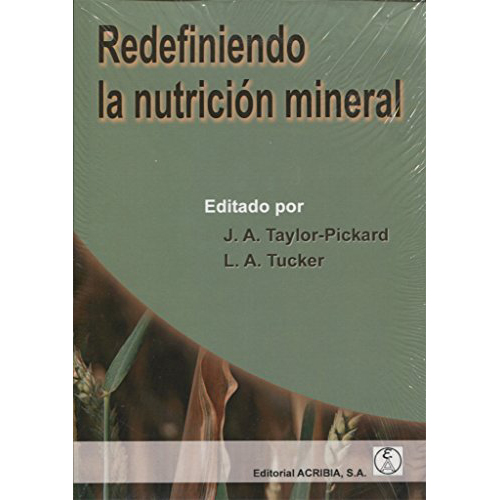 Redefiniendo
la nutrición mineral
Editado por
J. A. Taylor-Pickard
L. A. Tucker
Editorial ACRIBIA, S.A.